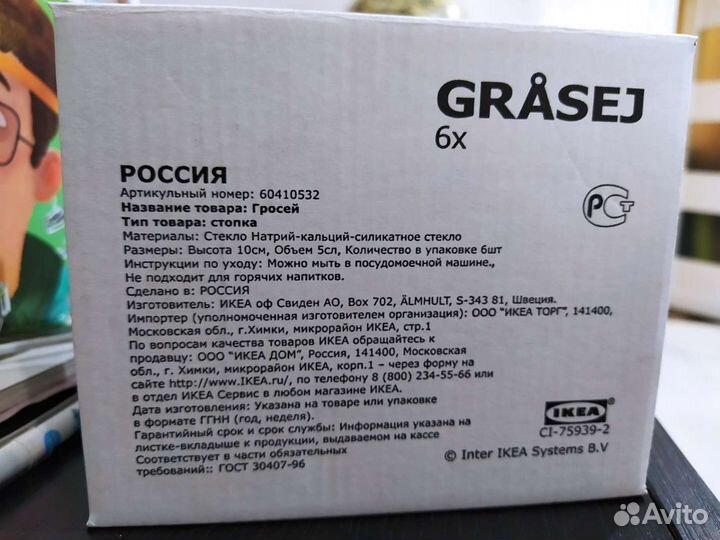 GRÅSEJ
6x
РОССИЯ
Артикульный номер: 60410532
Название товара: Гросей
Тип товара: стопка
Материалы: Стекло Натрий-кальций-силикатное стекло
Размеры: Высота 10см, Объем 5сл, Количество в упаковке 6шт
Инструкции по уходу: Можно мыть в посудомоечной машине.,
Не подходит для горячих напитков.
Сделано в: РОССИЯ
Изготовитель: ИКЕА оф Свиден АО, Box 702, ÄLMHULT, S-343 81, Швеция.
Импортер (уполномоченная изготовителем организация): ООО "ИКЕА ТОРГ", 141400,
Московская обл., г.Химки, микрорайон ИКЕА, стр.1
По вопросам качества товаров ИКЕА обращайтесь к
продавцу: ООО "ИКЕА ДОМ", Россия, 141400, Московская
обл., г. Химки, микрорайон ИКЕА, корп.1 – через форму на
сайте http://www.IKEA.ru/, по телефону 8 (800) 234-55-66 или
в отдел ИКЕА Сервис в любом магазине ИКЕА.
Дата изготовления: Указана на товаре или упаковке
в формате ГГНН (год, неделя).
Гарантийный срок и срок службы: Информация указана на
листке-вкладыше к продукции, выдаваемом на кассе
Соответствует в части обязательных
требований:: ГОСТ 30407-96
РСТ
IKEA
CI-75939-2
© Inter IKEA Systems B.V
Avito